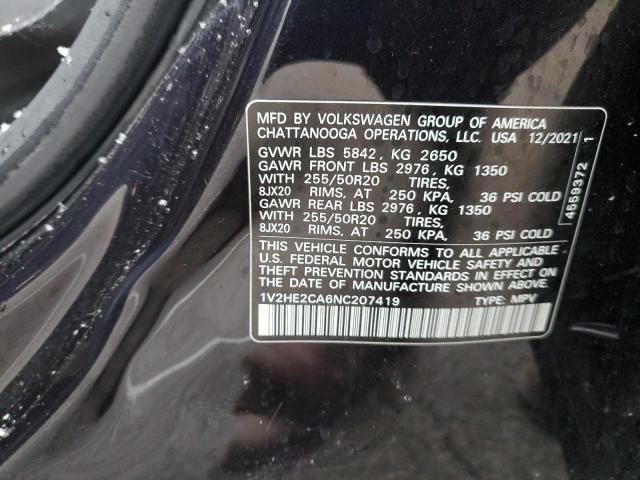 MFD BY VOLKSWAGEN GROUP OF AMERICA
CHATTANOOGA OPERATIONS, LLC. USA 12/2021
GVWR LBS 5842, KG 2650
GAWR FRONT LBS 2976, KG 1350
WITH 255/50R20 TIRES,
8JX20 RIMS, AT 250 KPA, 36 PSI COLD
GAWR REAR LBS 2976, KG 1350
WITH 255/50R20 TIRES,
8JX20 RIMS, AT 250 KPA, 36 PSI COLD
THIS VEHICLE CONFORMS TO ALL APPLICABLE
U.S. FEDERAL MOTOR VEHICLE SAFETY AND
THEFT PREVENTION STANDARDS IN EFFECT ON
THE DATE OF MANUFACTURE SHOWN ABOVE.
1V2HE2CA6NC207419 TYPE: MPV
4559372 1